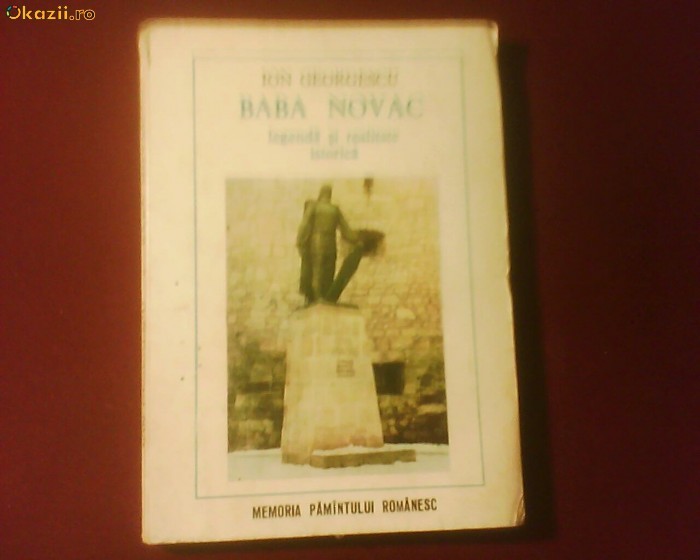 Okazii.ro
ION GEORGESCU
BABA NOVAC
legendă și realitate
istorică
MEMORIA PĂMÎNTULUI ROMÂNESC